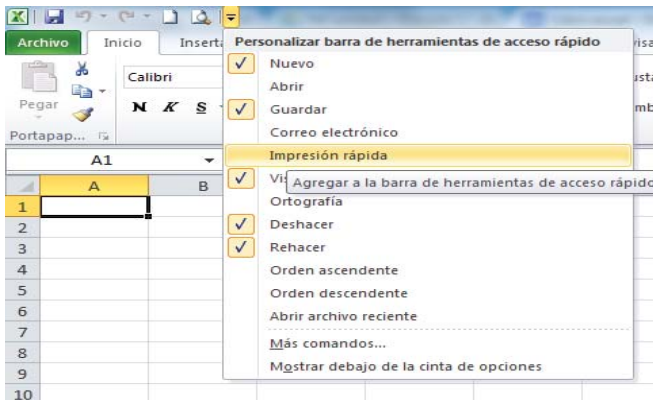 Archivo Inicio Inserta
Personalizar barra de herramientas de acceso rápido
Nuevo
Abrir
Guardar
Correo electrónico
Impresión rápida
Agregar a la barra de herramientas de acceso rápido
Ortografía
Deshacer
Rehacer
Orden ascendente
Orden descendente
Abrir archivo reciente
Más comandos...
Mostrar debajo de la cinta de opciones
Calibri
Pegar
N K S
Portapap...
A1
A B
1
2
3
4
5
6
7
8
9
10